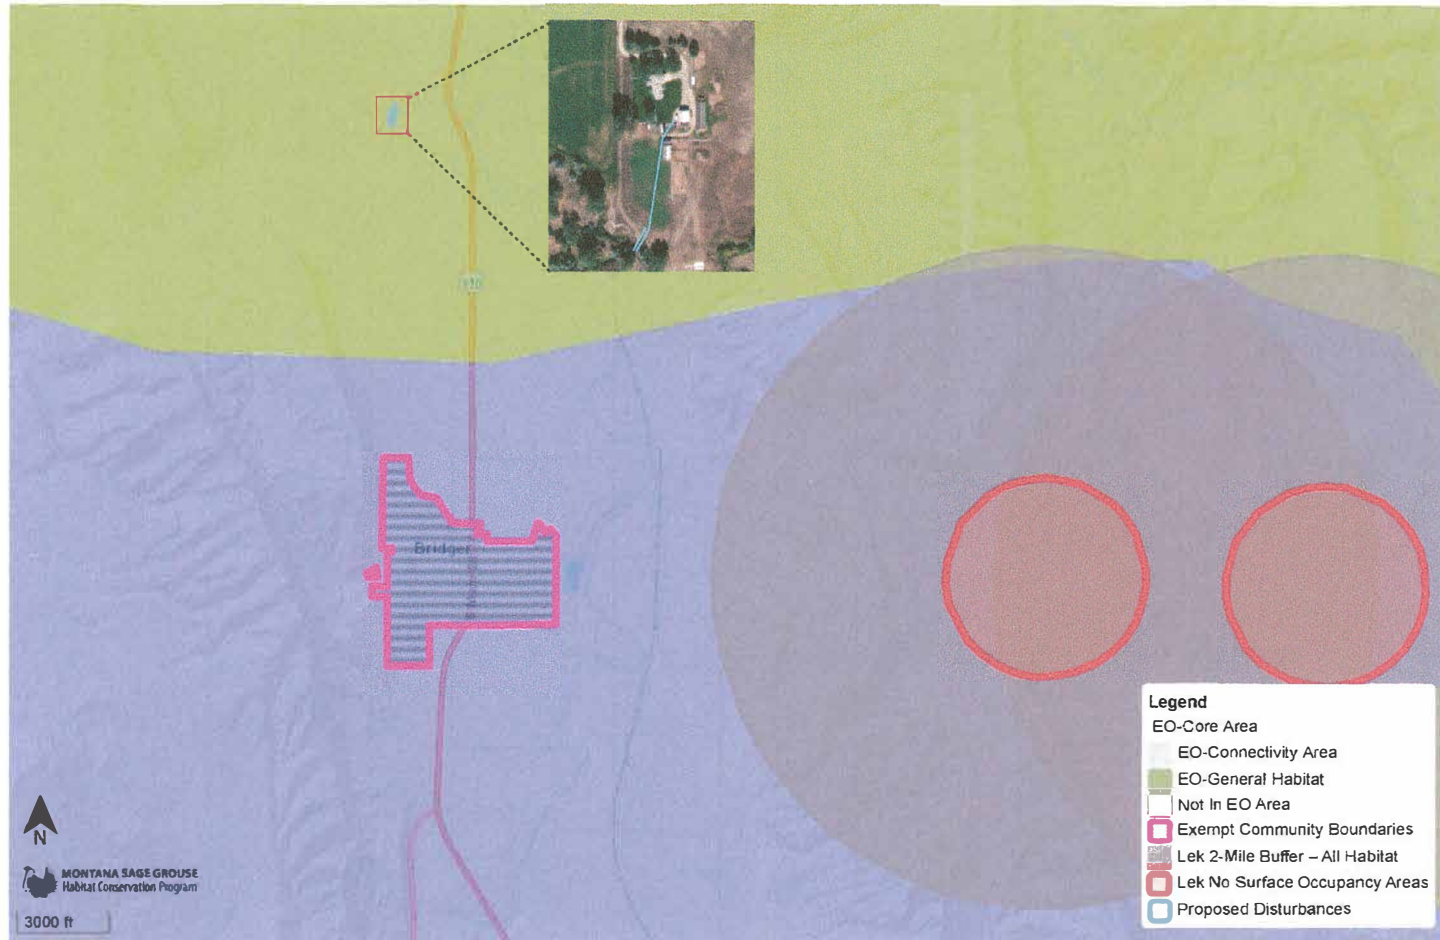 Bridger
N
MONTANA SAGE GROUSE
Habitat Conservation Program
3000 ft
Legend
EO-Core Area
EO-Connectivity Area
EO-General Habitat
Not In EO Area
Exempt Community Boundaries
Lek 2-Mile Buffer – All Habitat
Lek No Surface Occupancy Areas
Proposed Disturbances